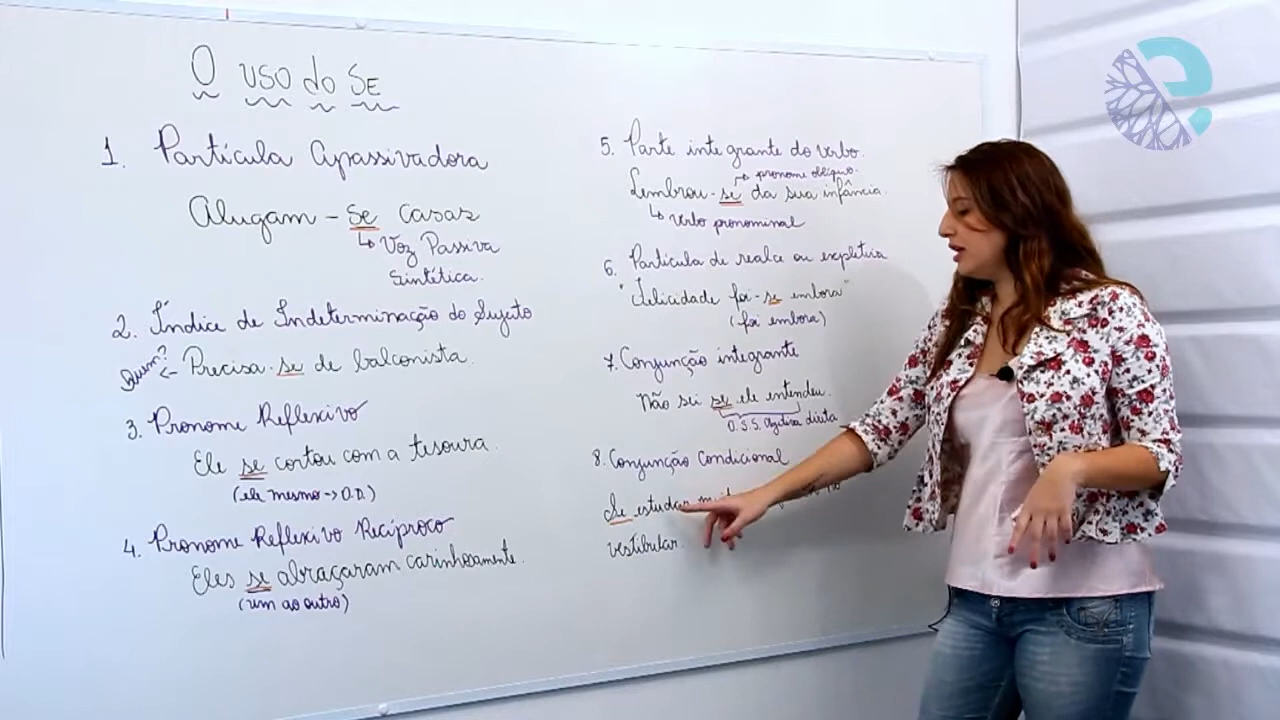 O uso do SE
1. Partícula Apassivadora
Alugam-se casas
↳ Voz Passiva
Sintética.
2. Índice de Indeterminação do Sujeito
Quem? <- Precisa-se de balconista.
3. Pronome Reflexivo
Ele se cortou com a tesoura.
(ele mesmo -> O.D.)
4. Pronome Reflexivo Recíproco
Eles se abraçaram carinhosamente.
(um ao outro)
5. Parte integrante do verbo.
↱ pronome oblíquo.
Lembrou-se da sua infância.
↳ verbo pronominal
6. Partícula de realce ou expletiva
"Felicidade foi-se embora"
(foi embora)
7. Conjunção integrante
Não sei se ele entendeu.
O.S.S. Objetiva direta
8. Conjunção Condicional
Se estudar
vestibular.